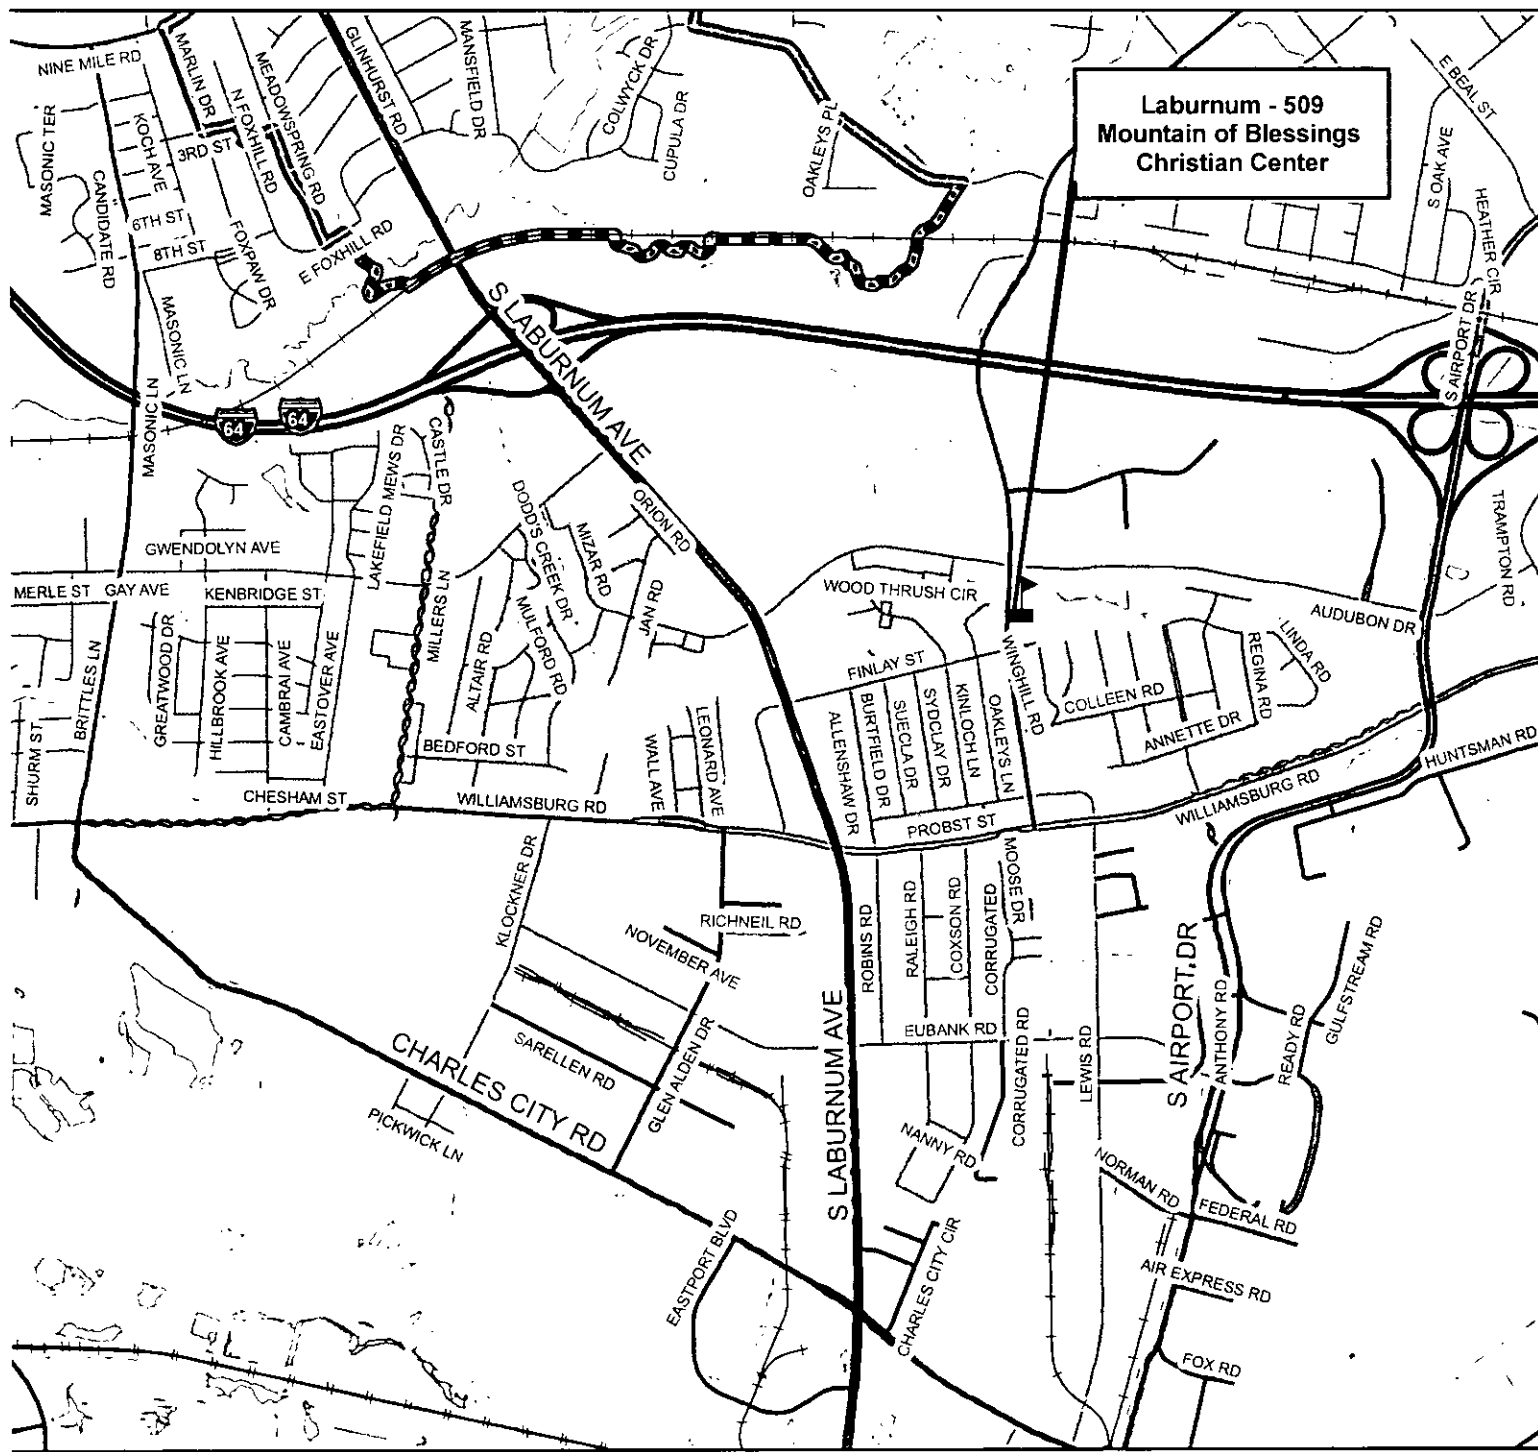 NINE MILE RD
MARLIN DR
MEADOWSPRING RD
GLINHURST RD
MANSFIELD DR
COLWYCK DR
CUPULA DR
OAKLEYS PL
Laburnum - 509
Mountain of Blessings
Christian Center
E BEAL ST
S OAK AVE
HEATHER CIR
MASONIC TER
KOCH AVE
3RD ST
N FOXHILL RD
CANDIDATE RD
6TH ST
8TH ST
FOXPAW DR
E FOXHILL RD
MASONIC LN
MASONIC LN
64
64
S LABURNUM AVE
S AIRPORT DR
LAKEFIELD MEWS DR
CASTLE DR
DODD'S CREEK DR
MIZAR RD
ORION RD
TRAMPTON RD
GWENDOLYN AVE
MERLE ST
GAY AVE
KENBRIDGE ST
MILLERS LN
MULFORD RD
JAN RD
WOOD THRUSH CIR
AUDUBON DR
BRITTLES LN
GREATWOOD DR
HILLBROOK AVE
CAMBRAI AVE
EASTOVER AVE
ALTAIR RD
FINLAY ST
WINGHILL RD
COLLEEN RD
REGINA RD
LINDA RD
SHURM ST
BEDFORD ST
WALL AVE
LEONARD AVE
ALLENSHAW DR
BURTFIELD DR
SUECLA DR
SYDCLAY DR
KINLOCH LN
OAKLEYS LN
ANNETTE DR
HUNTSMAN RD
CHESHAM ST
WILLIAMSBURG RD
PROBST ST
WILLIAMSBURG RD
KLOCKNER DR
RICHNEIL RD
NOVEMBER AVE
ROBINS RD
RALEIGH RD
COXSON RD
CORRUGATED
MOOSE DR
S AIRPORT DR
ANTHONY RD
GULFSTREAM RD
READY RD
CHARLES CITY RD
SARELLEN RD
GLEN ALDEN DR
S LABURNUM AVE
EUBANK RD
CORRUGATED RD
LEWIS RD
PICKWICK LN
NANNY RD
NORMAN RD
FEDERAL RD
EASTPORT BLVD
CHARLES CITY CIR
AIR EXPRESS RD
FOX RD